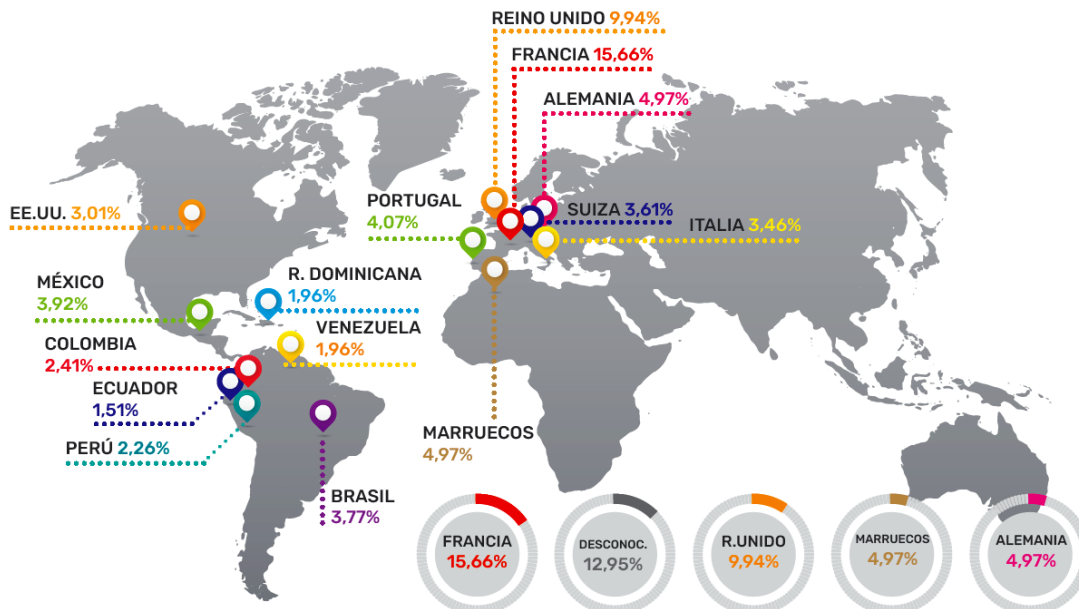 REINO UNIDO 9,94%
FRANCIA 15,66%
ALEMANIA 4,97%
PORTUGAL
4,07%
SUIZA 3,61%
ITALIA 3,46%
EE.UU. 3,01%
MÉXICO
3,92%
R. DOMINICANA
1,96%
VENEZUELA
1,96%
COLOMBIA
2,41%
ECUADOR
1,51%
PERÚ 2,26%
MARRUECOS
4,97%
BRASIL
3,77%
FRANCIA
15,66%
DESCONOC.
12,95%
R.UNIDO
9,94%
MARRUECOS
4,97%
ALEMANIA
4,97%